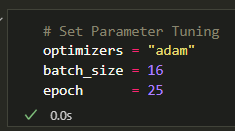 # Set Parameter Tuning
optimizers = "adam"
batch_size = 16
epoch      = 25
0.0s